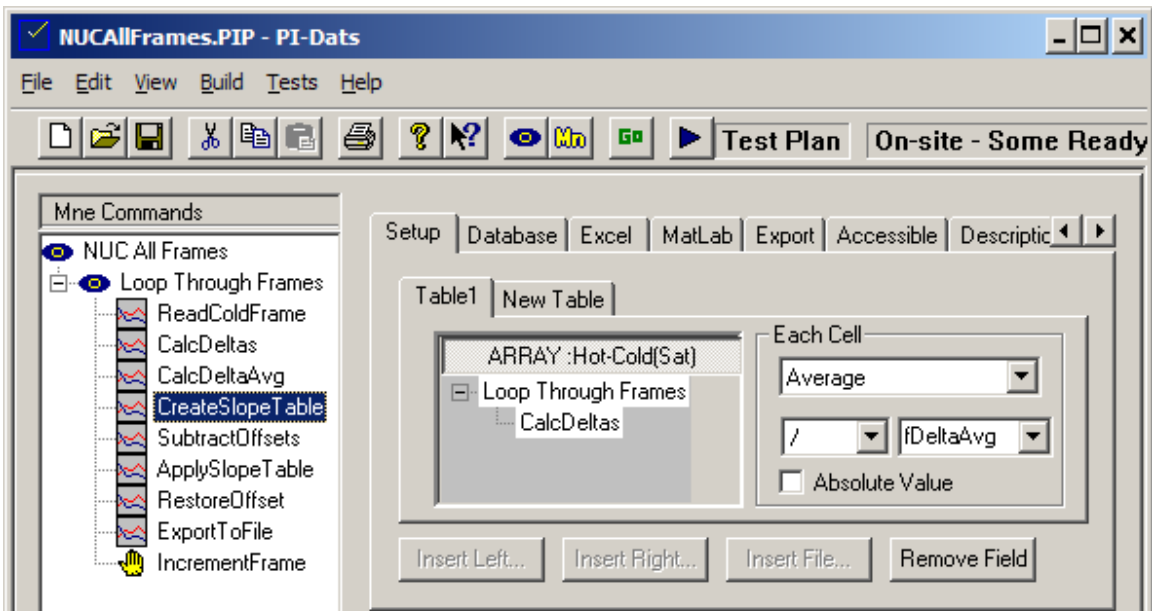 NUCAllFrames.PIP - PI-Dats
File Edit View Build Tests Help
Mn Go Test Plan On-site - Some Ready
Mne Commands
NUC All Frames
Loop Through Frames
ReadColdFrame
CalcDeltas
CalcDeltaAvg
CreateSlopeTable
SubtractOffsets
ApplySlopeTable
RestoreOffset
ExportToFile
IncrementFrame
Setup Database Excel MatLab Export Accessible Descriptic
Table1 New Table
ARRAY :Hot-Cold(Sat)
Loop Through Frames
CalcDeltas
Each Cell
Average
/ fDeltaAvg
Absolute Value
Insert Left... Insert Right... Insert File... Remove Field